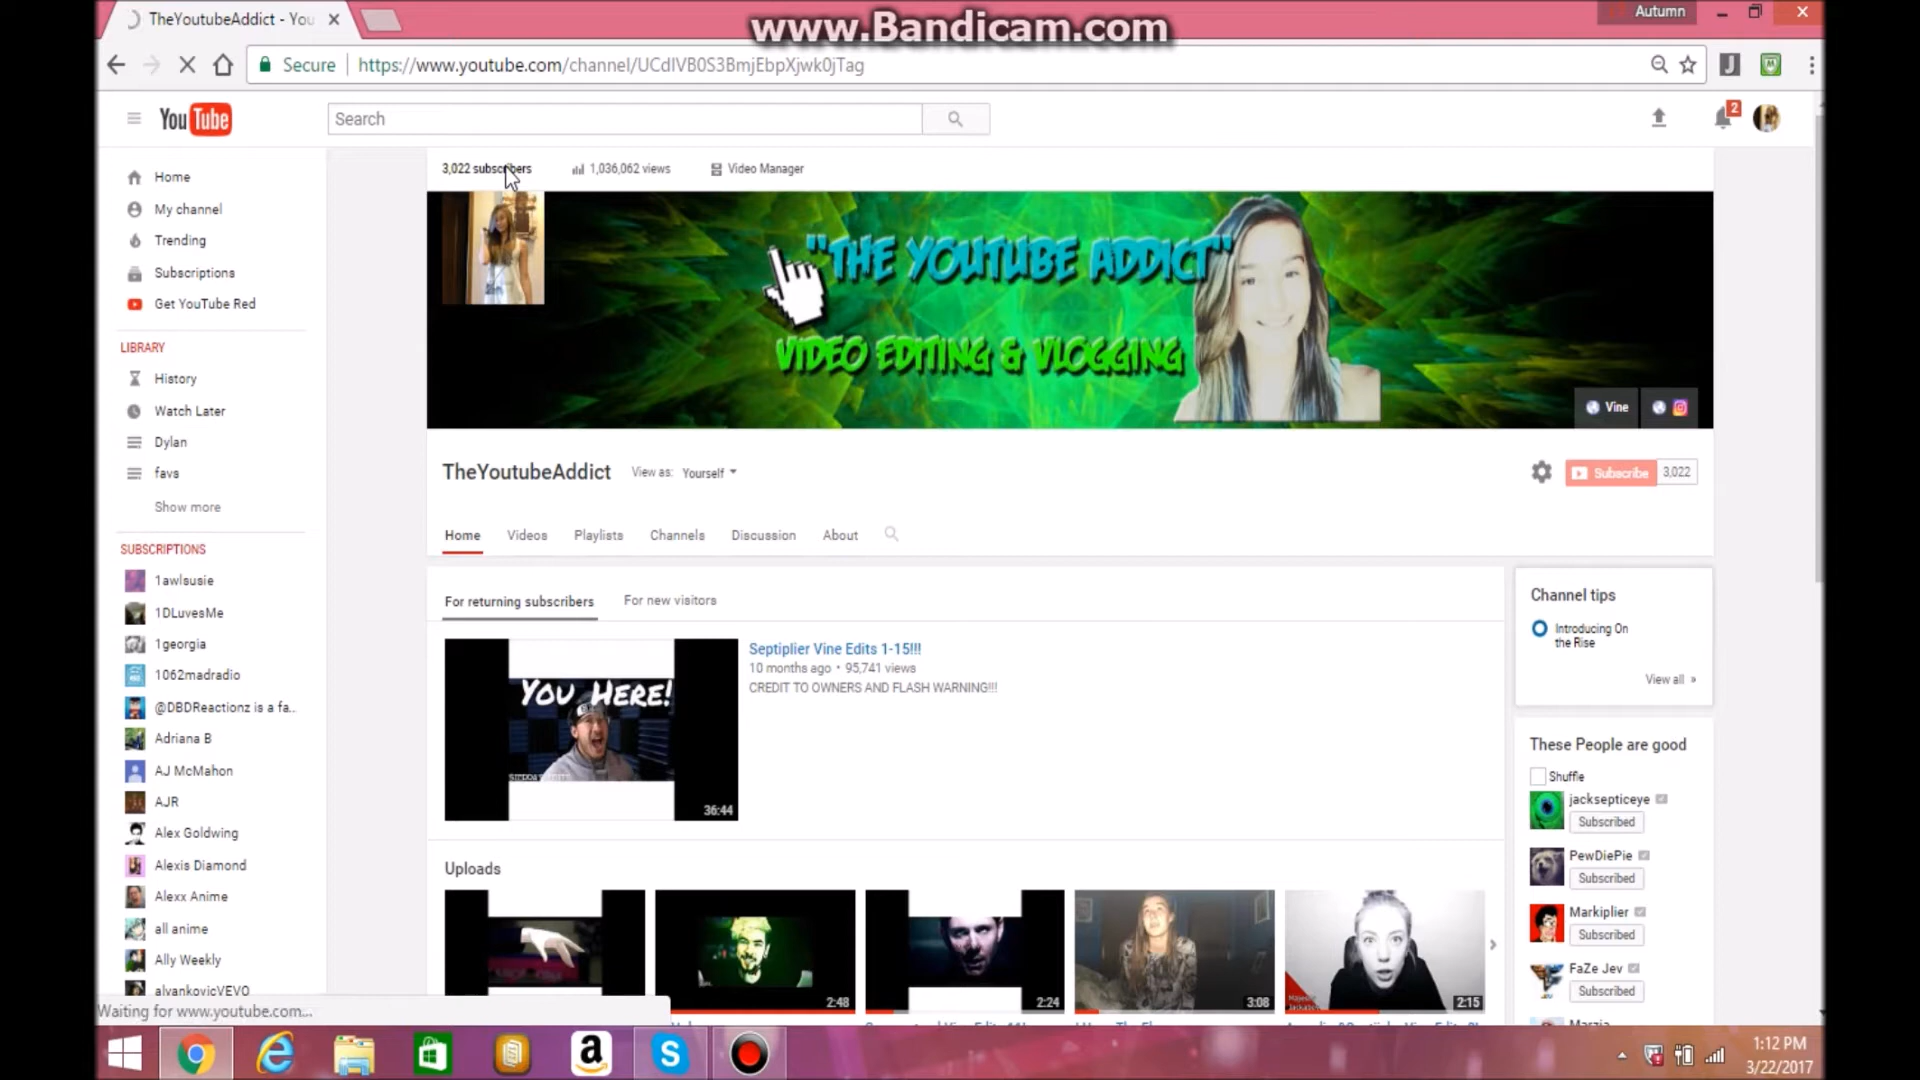 TheYoutubeAddict - You
www.Bandicam.com
Autumn
Secure
https://www.youtube.com/channel/UCdIVB0S3BmjEbpXjwk0jTag
YouTube
Search
2
3,022 subscribers
1,036,062 views
Video Manager
Home
My channel
Trending
Subscriptions
Get YouTube Red
LIBRARY
History
Watch Later
Dylan
favs
Show more
SUBSCRIPTIONS
1awlsusie
1DLuvesMe
1georgia
1062madradio
@DBDReactionz is a fa...
Adriana B
AJ McMahon
AJR
Alex Goldwing
Alexis Diamond
Alexx Anime
all anime
Ally Weekly
alyankovicVEVO
Waiting for www.youtube.com...
"THE YOUTUBE ADDICT"
VIDEO EDITING & VLOGGING
Vine
TheYoutubeAddict
View as: Yourself
Subscribe 3,022
Home
Videos
Playlists
Channels
Discussion
About
For returning subscribers
For new visitors
YOU HERE!
36:44
Septiplier Vine Edits 1-15!!!
10 months ago • 95,741 views
CREDIT TO OWNERS AND FLASH WARNING!!!
Uploads
2:48
2:24
3:08
2:15
Channel tips
Introducing On
the Rise
View all »
These People are good
Shuffle
jacksepticeye
Subscribed
PewDiePie
Subscribed
Markiplier
Subscribed
FaZe Jev
Subscribed
Marzia
1:12 PM
3/22/2017